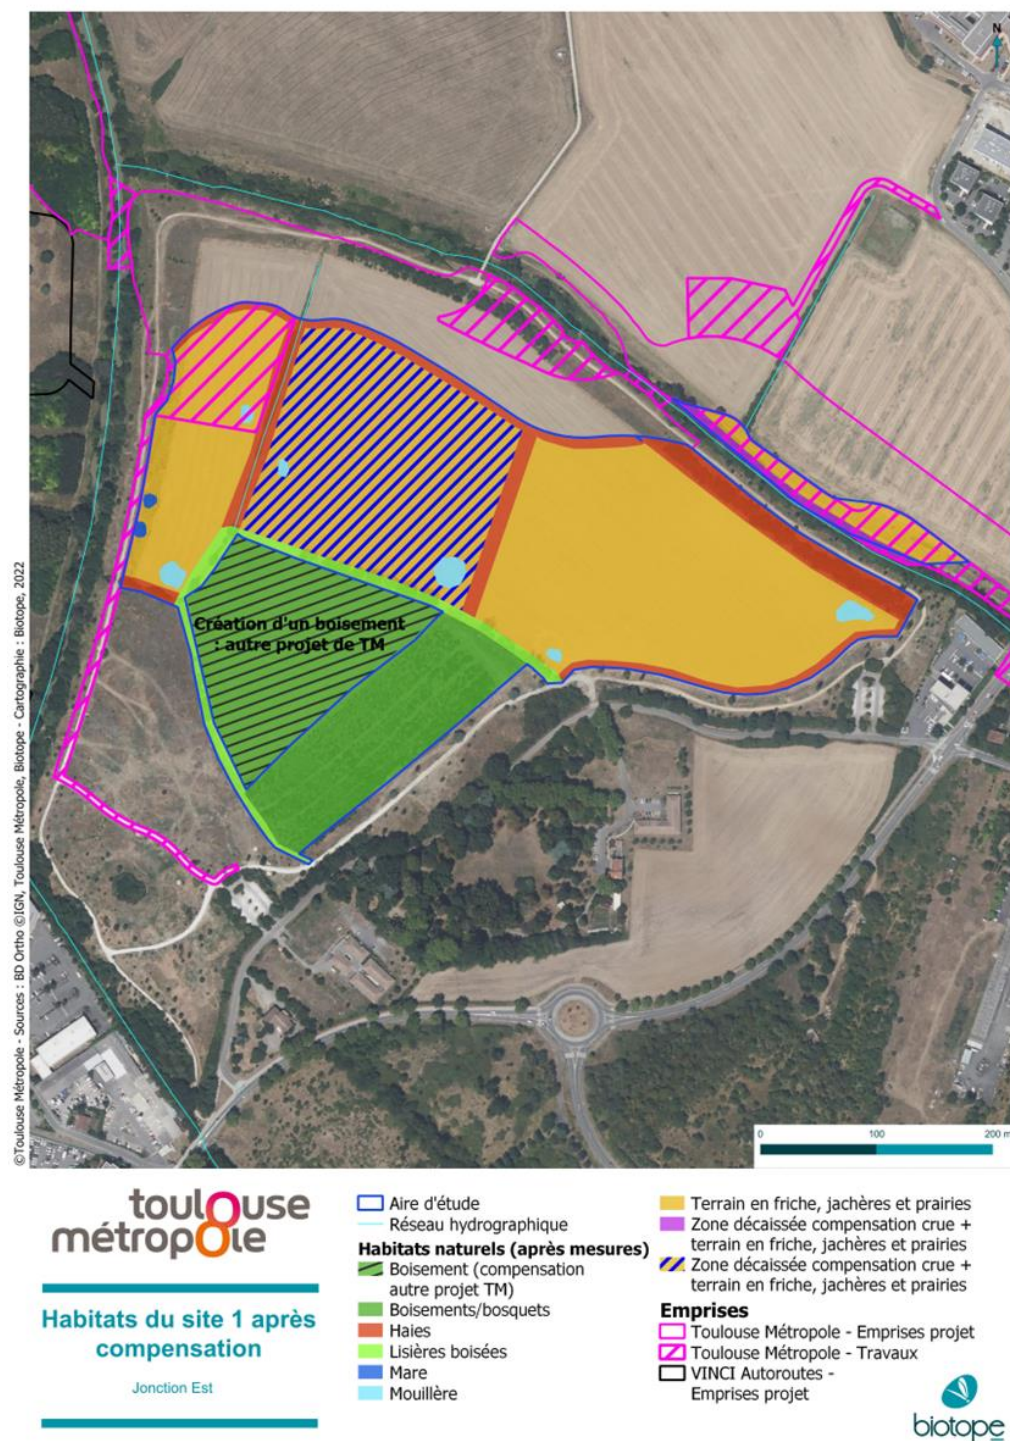 N
Création d'un boisement
: autre projet de TM
©Toulouse Métropole - Sources : BD Ortho ©IGN, Toulouse Métropole, Biotope - Cartographie : Biotope, 2022
0 100 200 m
toulouse
métropole
Habitats du site 1 après
compensation
Jonction Est
Aire d'étude
Réseau hydrographique
Habitats naturels (après mesures)
Boisement (compensation
autre projet TM)
Boisements/bosquets
Haies
Lisières boisées
Mare
Mouillère
Terrain en friche, jachères et prairies
Zone décaissée compensation crue +
terrain en friche, jachères et prairies
Zone décaissée compensation crue +
terrain en friche, jachères et prairies
Emprises
Toulouse Métropole - Emprises projet
Toulouse Métropole - Travaux
VINCI Autoroutes -
Emprises projet
biotope